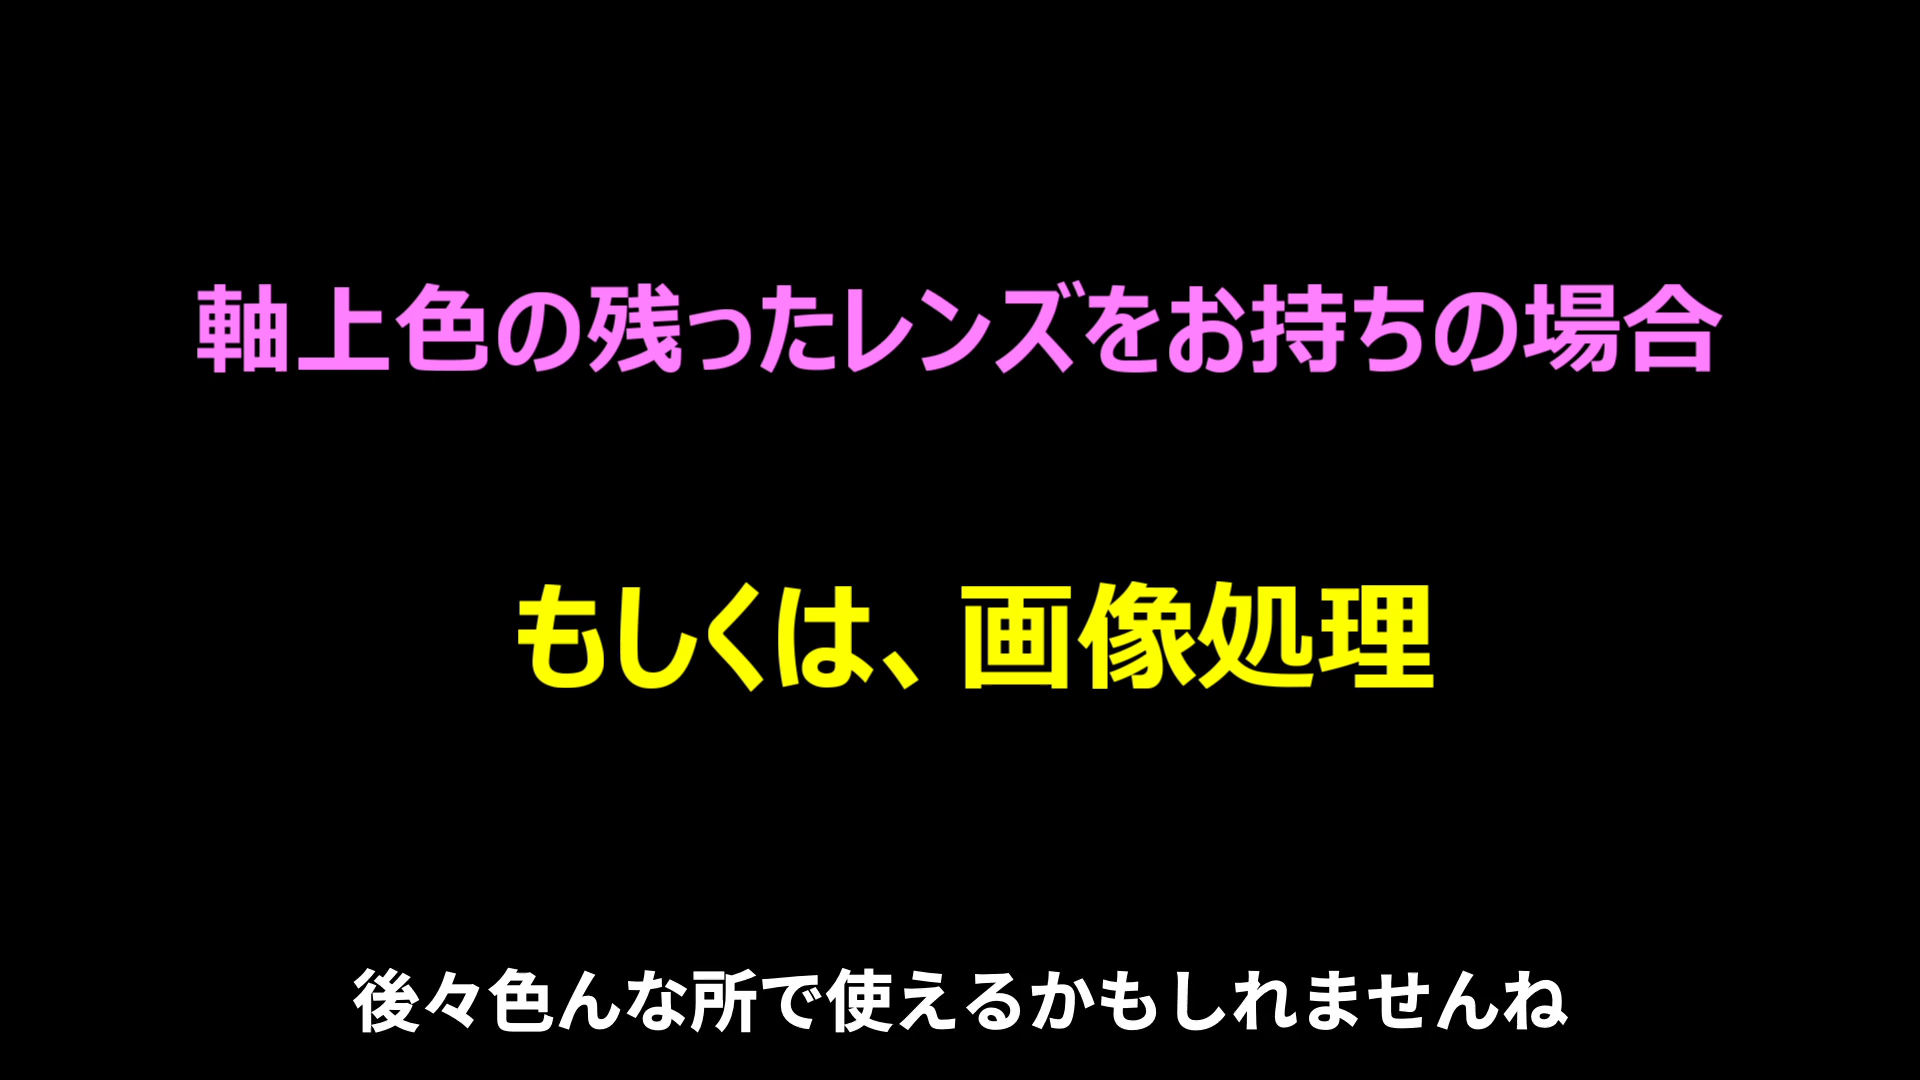 軸上色の残ったレンズをお持ちの場合
もしくは、画像処理
後々色んな所で使えるかもしれませんね